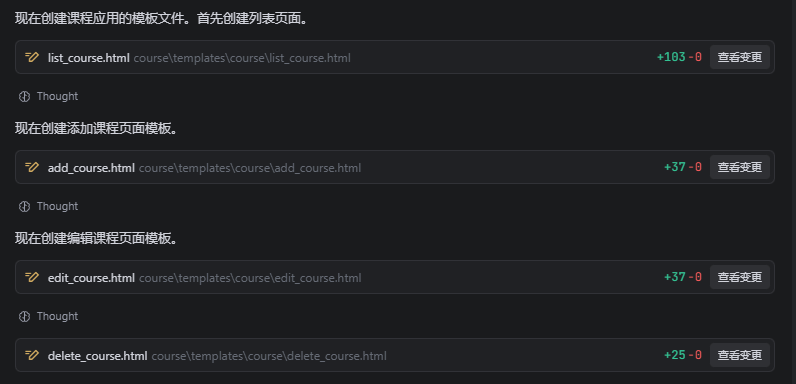 现在创建课程应用的模板文件。首先创建列表页面。
list_course.html course\templates\course\list_course.html +103 -0 查看变更
Thought
现在创建添加课程页面模板。
add_course.html course\templates\course\add_course.html +37 -0 查看变更
Thought
现在创建编辑课程页面模板。
edit_course.html course\templates\course\edit_course.html +37 -0 查看变更
Thought
delete_course.html course\templates\course\delete_course.html +25 -0 查看变更